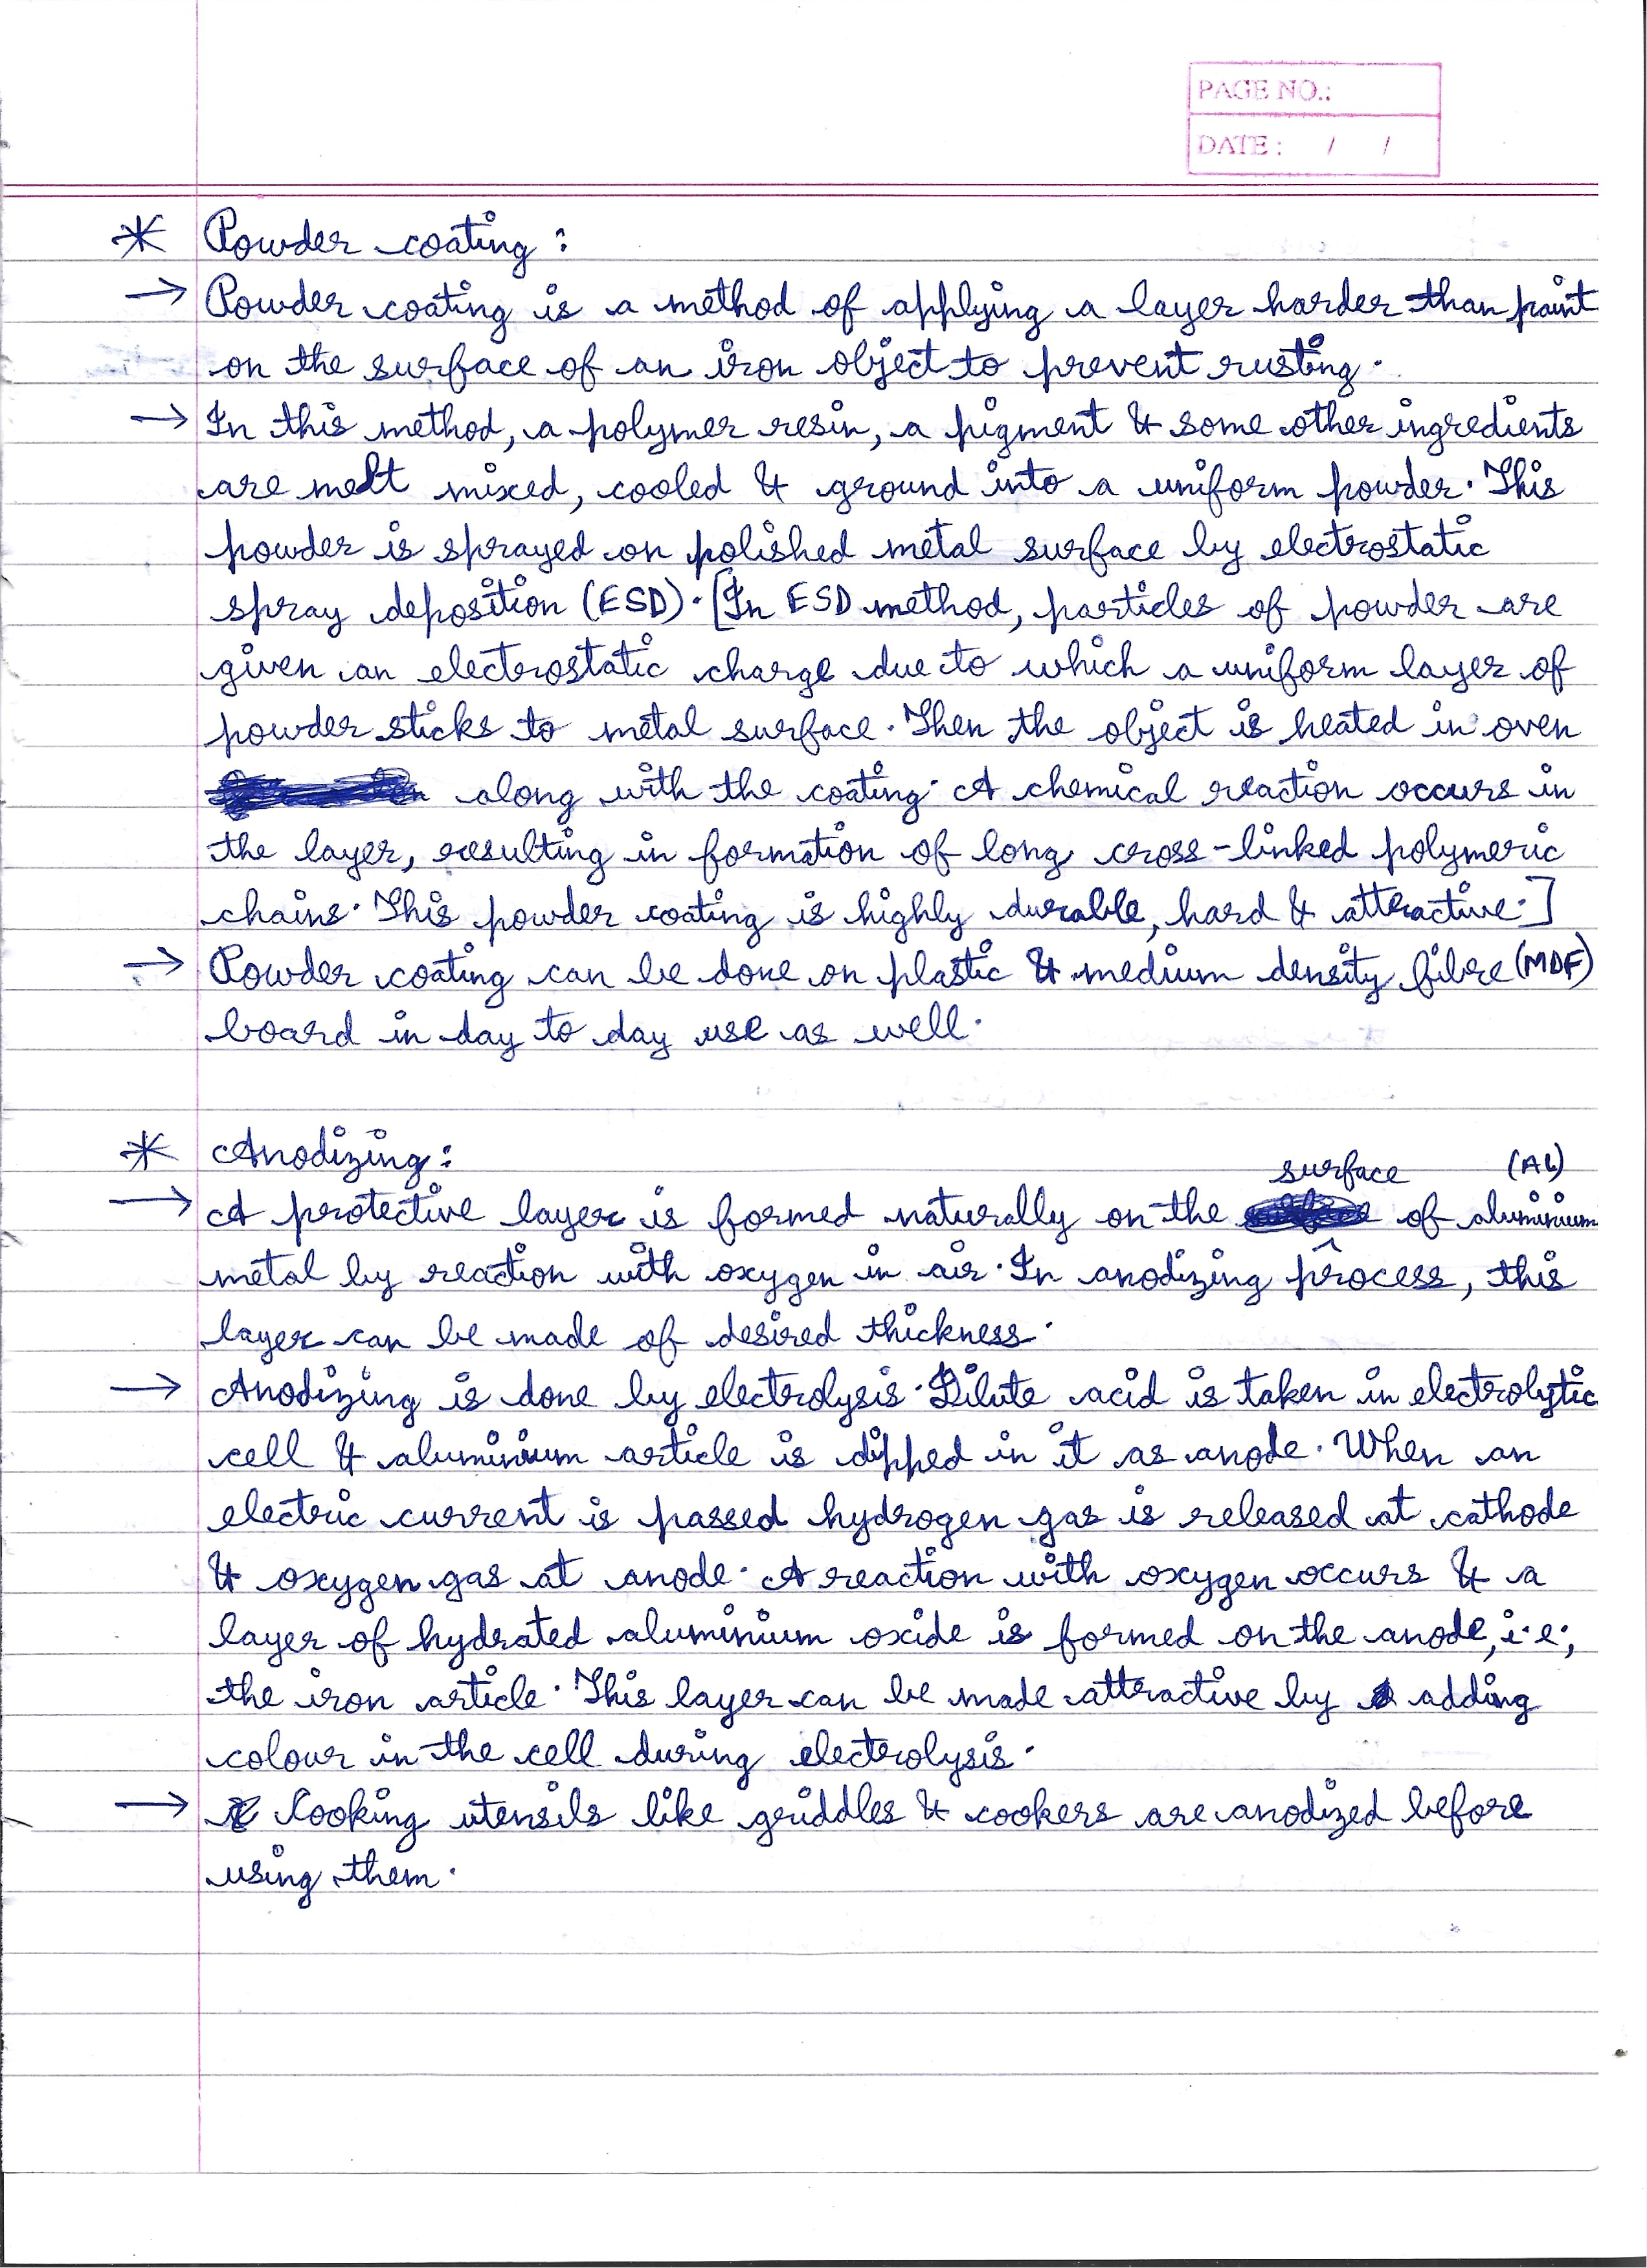 PAGE NO.:
DATE : / /
* Powder coating :
→ Powder coating is a method of applying a layer harder than paint
on the surface of an iron object to prevent rusting.
→ In this method, a polymer resin, a pigment & some other ingredients
are melt mixed, cooled & ground into a uniform powder. This
powder is sprayed on polished metal surface by electrostatic
spray deposition (ESD). [In ESD method, particles of powder are
given an electrostatic charge due to which a uniform layer of
powder sticks to metal surface. Then the object is heated in oven
along with the coating. A chemical reaction occurs in
the layer, resulting in formation of long cross-linked polymeric
chains. This powder coating is highly durable, hard & attractive.]
→ Powder coating can be done on plastic & medium density fibre (MDF)
board in day to day use as well.
* Anodizing :
surface (Al)
→ A protective layer is formed naturally on the of aluminium
metal by reaction with oxygen in air. In anodizing process, this
layer can be made of desired thickness.
→ Anodizing is done by electrolysis. Dilute acid is taken in electrolytic
cell & aluminium article is dipped in it as anode. When an
electric current is passed hydrogen gas is released at cathode
& oxygen gas at anode. A reaction with oxygen occurs & a
layer of hydrated aluminium oxide is formed on the anode, i.e.,
the iron article. This layer can be made attractive by adding
colour in the cell during electrolysis.
→ Cooking utensils like griddles & cookers are anodized before
using them.